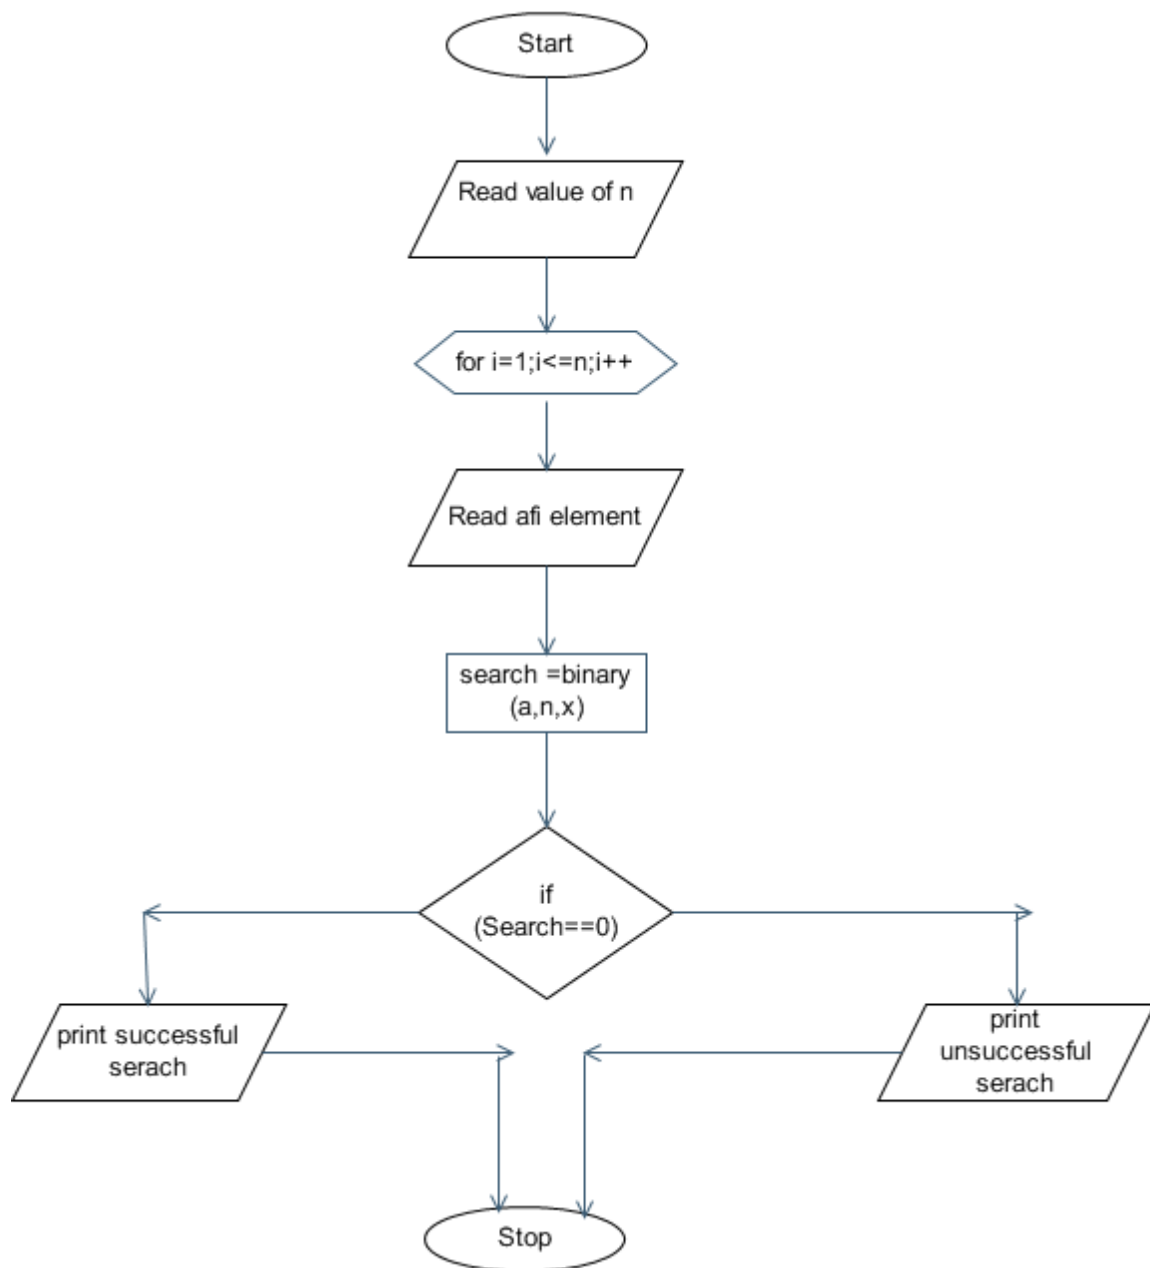 Start
Read value of n
for i=1;i<=n;i++
Read afi element
search =binary
(a,n,x)
if
(Search==0)
print successful
serach
print
unsuccessful
serach
Stop